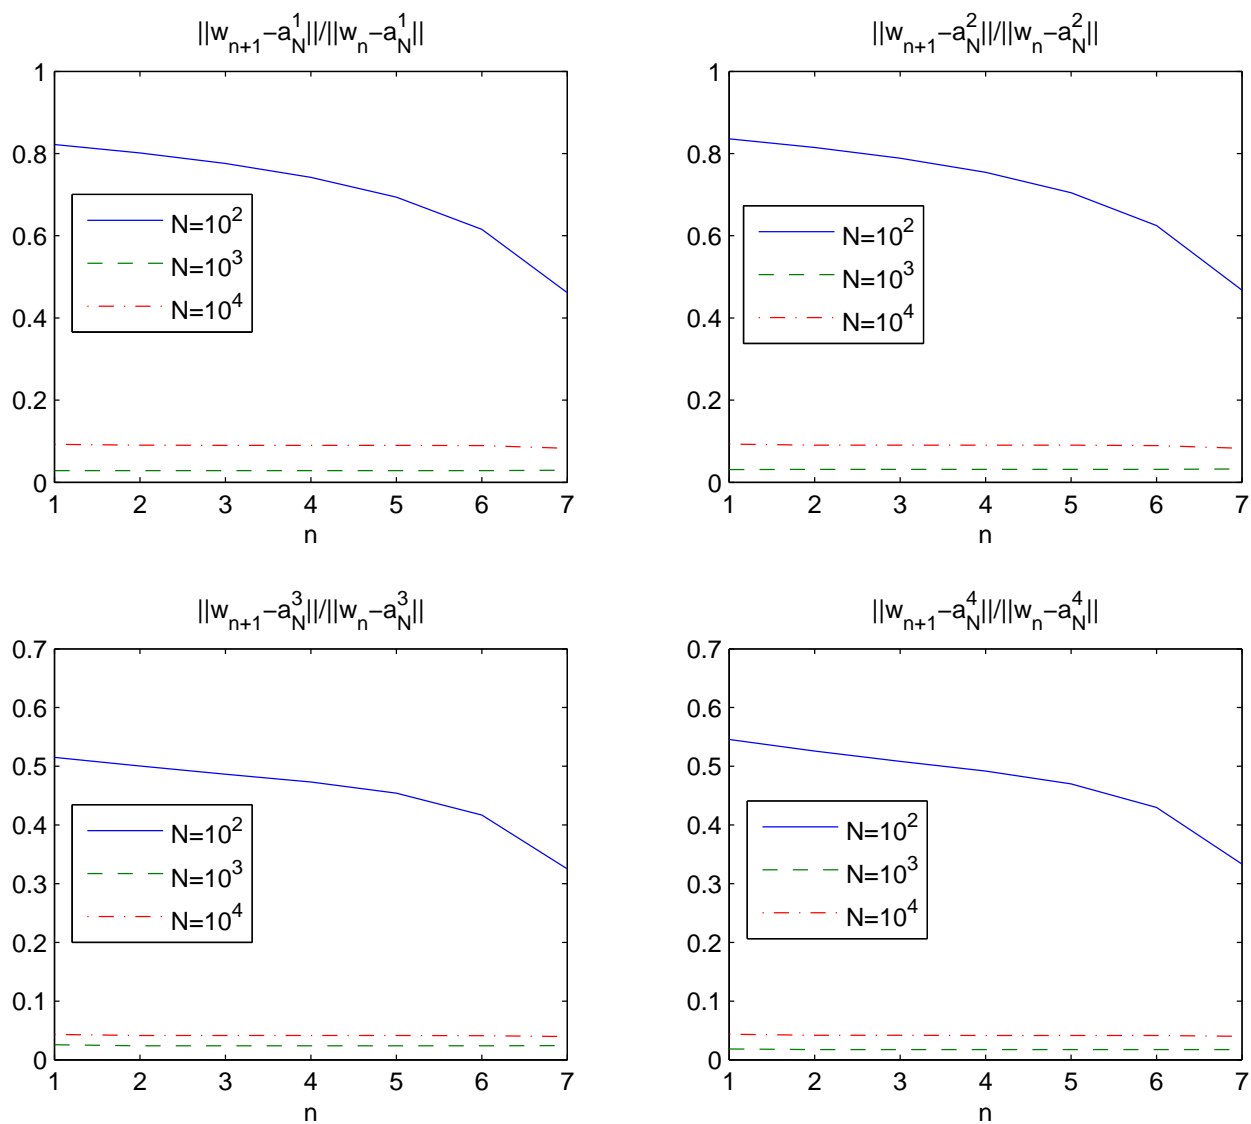 ||w_{n+1}-a_N^1||/||w_n-a_N^1||
1
0.8
0.6
0.4
0.2
0
N=10^2
N=10^3
N=10^4
1 2 3 4 5 6 7
n
||w_{n+1}-a_N^2||/||w_n-a_N^2||
1
0.8
0.6
0.4
0.2
0
N=10^2
N=10^3
N=10^4
1 2 3 4 5 6 7
n
||w_{n+1}-a_N^3||/||w_n-a_N^3||
0.7
0.6
0.5
0.4
0.3
0.2
0.1
0
N=10^2
N=10^3
N=10^4
1 2 3 4 5 6 7
n
||w_{n+1}-a_N^4||/||w_n-a_N^4||
0.7
0.6
0.5
0.4
0.3
0.2
0.1
0
N=10^2
N=10^3
N=10^4
1 2 3 4 5 6 7
n